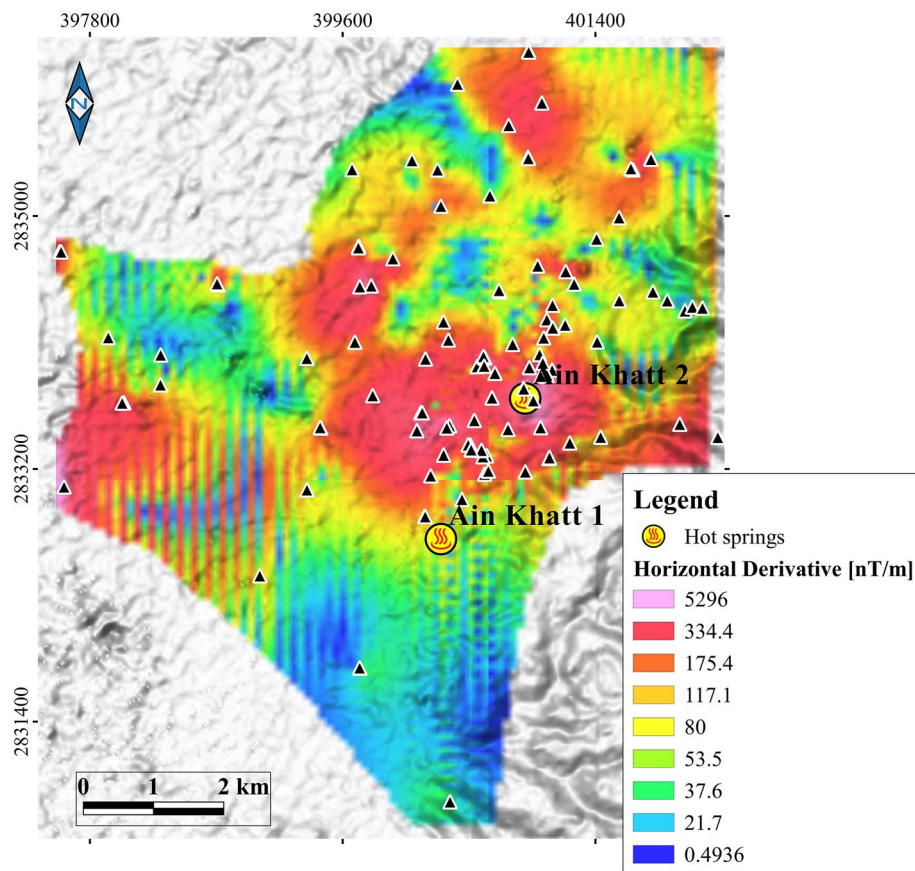 397800 399600 401400
N
2835000
Ain Khatt 2
2833200
Ain Khatt 1
2831400
0 1 2 km
Legend
Hot springs
Horizontal Derivative [nT/m]
5296
334.4
175.4
117.1
80
53.5
37.6
21.7
0.4936